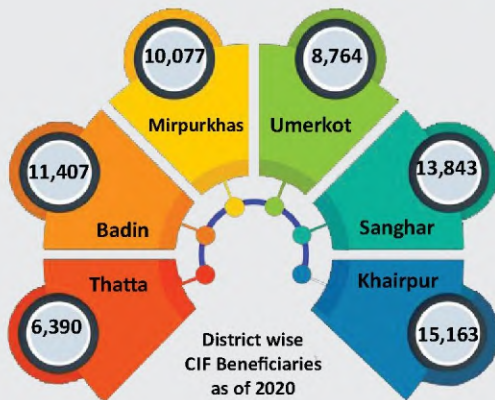 10,077
Mirpurkhas
8,764
Umerkot
11,407
Badin
13,843
Sanghar
Thatta
6,390
Khairpur
15,163
District wise
CIF Beneficiaries
as of 2020